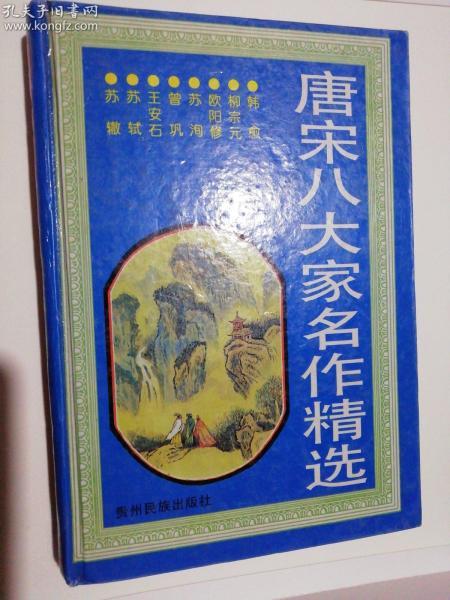 孔夫子旧书网
www.kongfz.com
唐宋八大家名作精选
韩愈
柳宗元
欧阳修
苏洵
曾巩
王安石
苏轼
苏辙
贵州民族出版社